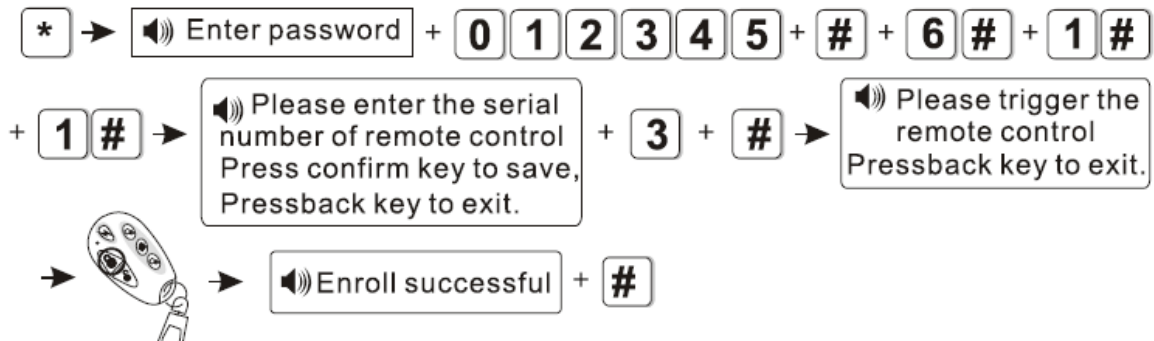 * Enter password + 0 1 2 3 4 5 + # + 6 # + 1 #
+ 1 # Please enter the serial number of remote control Press confirm key to save, Pressback key to exit. + 3 + # Please trigger the remote control Pressback key to exit.
Enroll successful + #